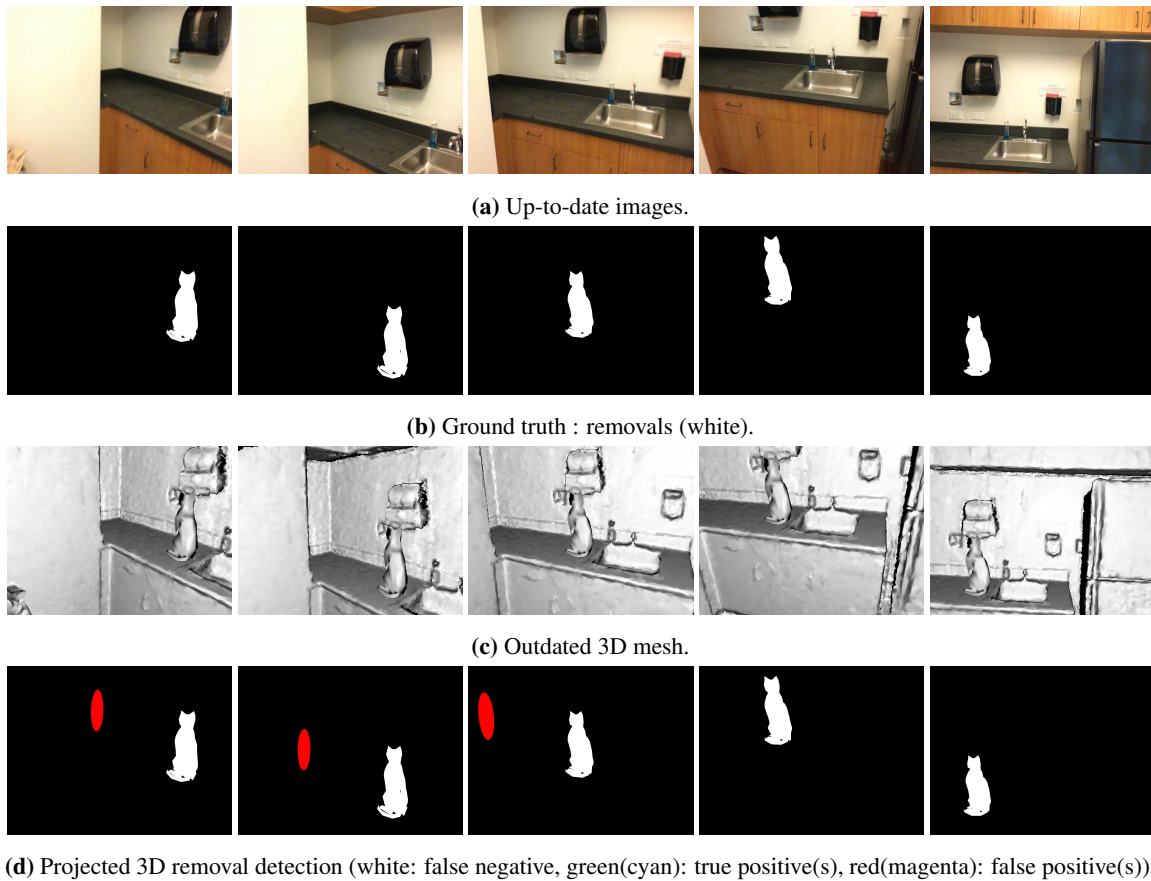 (a) Up-to-date images.
(b) Ground truth : removals (white).
(c) Outdated 3D mesh.
(d) Projected 3D removal detection (white: false negative, green(cyan): true positive(s), red(magenta): false positive(s))